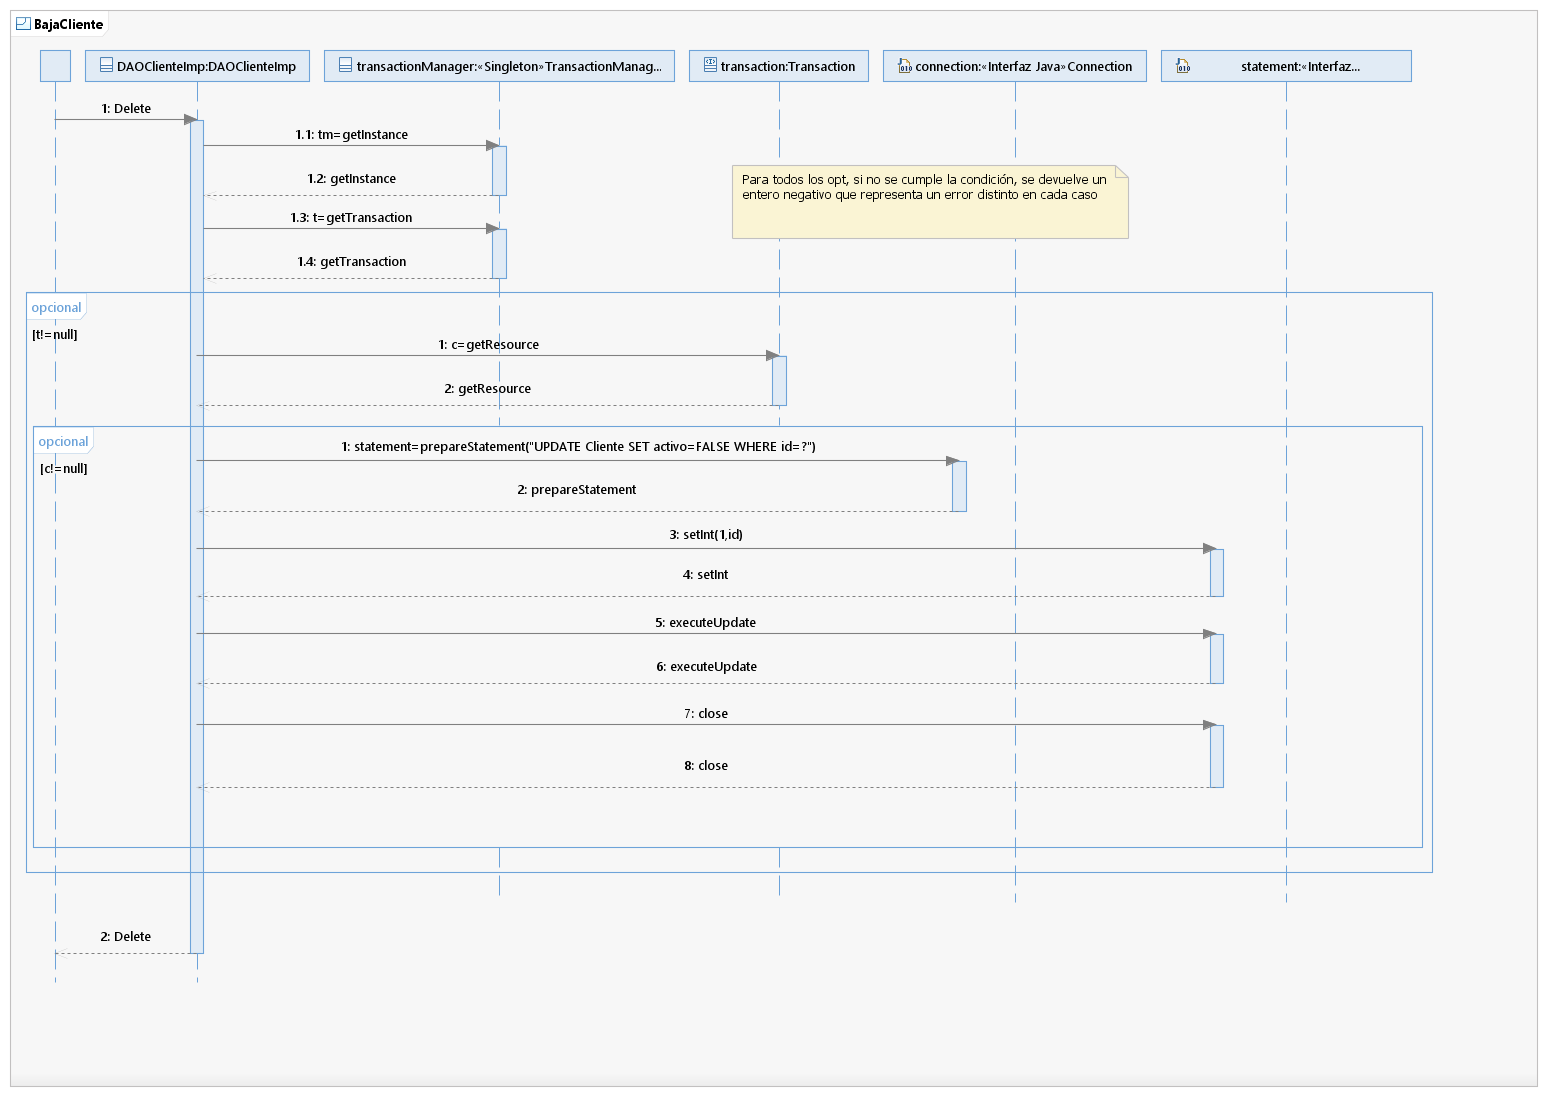 BajaCliente
DAOClienteImp:DAOClienteImp
transactionManager:«Singleton»TransactionManag...
transaction:Transaction
connection:«Interfaz Java»Connection
statement:«Interfaz...
1: Delete
1.1: tm=getInstance
1.2: getInstance
Para todos los opt, si no se cumple la condición, se devuelve un
entero negativo que representa un error distinto en cada caso
1.3: t=getTransaction
1.4: getTransaction
opcional
[t!=null]
1: c=getResource
2: getResource
opcional
[c!=null]
1: statement=prepareStatement("UPDATE Cliente SET activo=FALSE WHERE id=?")
2: prepareStatement
3: setInt(1,id)
4: setInt
5: executeUpdate
6: executeUpdate
7: close
8: close
2: Delete